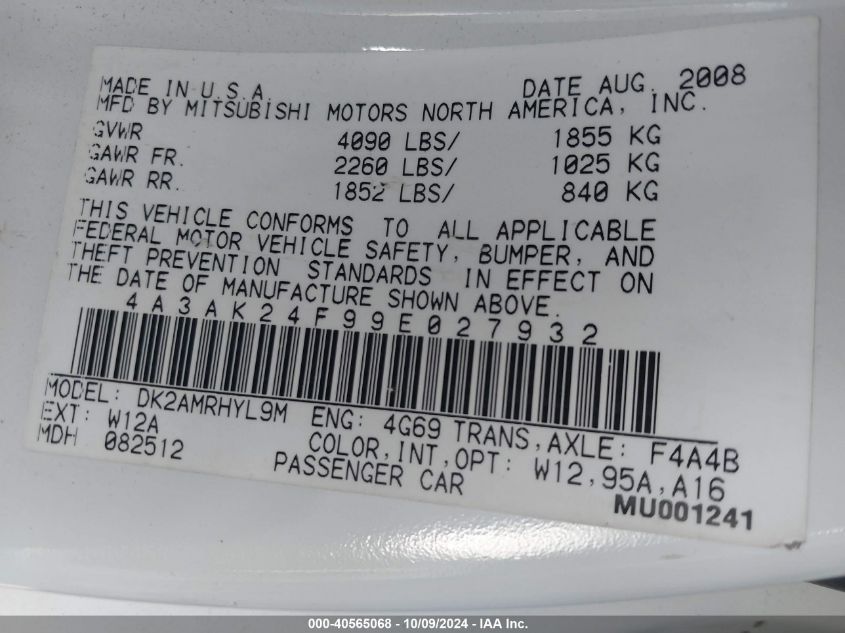 MADE IN U.S.A. DATE AUG. 2008
MFD BY MITSUBISHI MOTORS NORTH AMERICA, INC.
GVWR 4090 LBS/ 1855 KG
GAWR FR. 2260 LBS/ 1025 KG
GAWR RR. 1852 LBS/ 840 KG
THIS VEHICLE CONFORMS TO ALL APPLICABLE
FEDERAL MOTOR VEHICLE SAFETY, BUMPER, AND
THEFT PREVENTION STANDARDS IN EFFECT ON
THE DATE OF MANUFACTURE SHOWN ABOVE.
4A3AK24F99E027932
MODEL: DK2AMRHYL9M ENG: 4G69 TRANS,AXLE: F4A4B
EXT: W12A COLOR,INT,OPT: W12,95A,A16
MDH 082512 PASSENGER CAR
MU001241
000-40565068 - 10/09/2024 - IAA Inc.